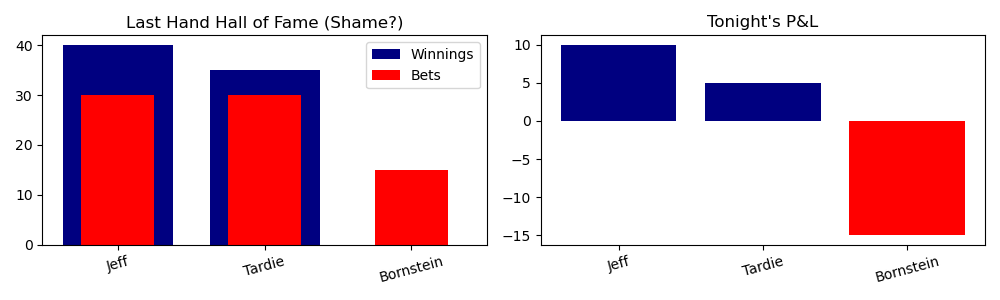 Last Hand Hall of Fame (Shame?)
40
30
20
10
0
Winnings
Bets
Jeff
Tardie
Bornstein
Tonight's P&L
10
5
0
−5
−10
−15
Jeff
Tardie
Bornstein